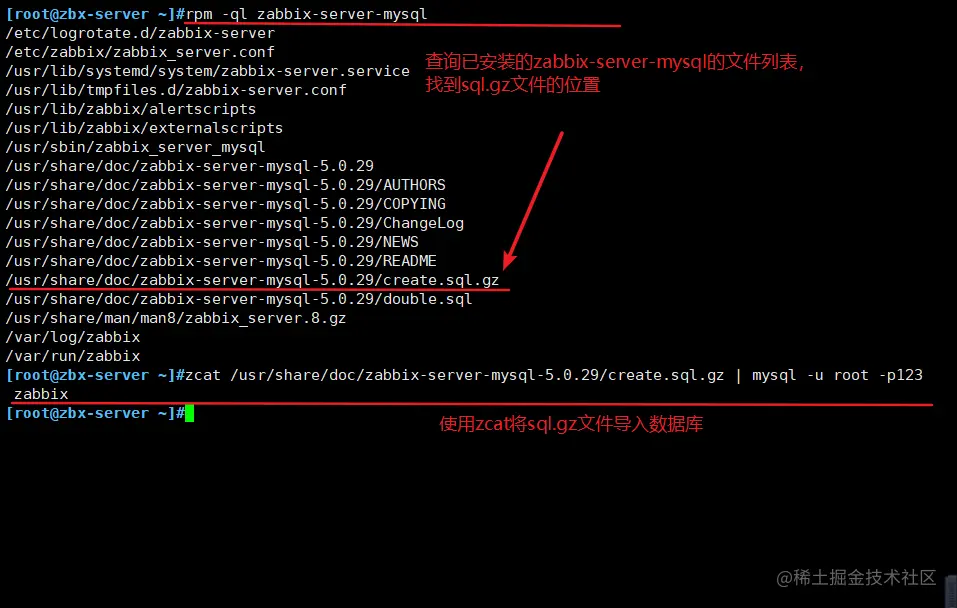 [root@zbx-server ~]#rpm -ql zabbix-server-mysql
/etc/logrotate.d/zabbix-server
/etc/zabbix/zabbix_server.conf
/usr/lib/systemd/system/zabbix-server.service
查询已安装的zabbix-server-mysql的文件列表，
找到sql.gz文件的位置
/usr/lib/tmpfiles.d/zabbix-server.conf
/usr/lib/zabbix/alertscripts
/usr/lib/zabbix/externalscripts
/usr/sbin/zabbix_server_mysql
/usr/share/doc/zabbix-server-mysql-5.0.29
/usr/share/doc/zabbix-server-mysql-5.0.29/AUTHORS
/usr/share/doc/zabbix-server-mysql-5.0.29/COPYING
/usr/share/doc/zabbix-server-mysql-5.0.29/ChangeLog
/usr/share/doc/zabbix-server-mysql-5.0.29/NEWS
/usr/share/doc/zabbix-server-mysql-5.0.29/README
/usr/share/doc/zabbix-server-mysql-5.0.29/create.sql.gz
/usr/share/doc/zabbix-server-mysql-5.0.29/double.sql
/usr/share/man/man8/zabbix_server.8.gz
/var/log/zabbix
/var/run/zabbix
[root@zbx-server ~]#zcat /usr/share/doc/zabbix-server-mysql-5.0.29/create.sql.gz | mysql -u root -p123
zabbix
[root@zbx-server ~]#
使用zcat将sql.gz文件导入数据库
@稀土掘金技术社区